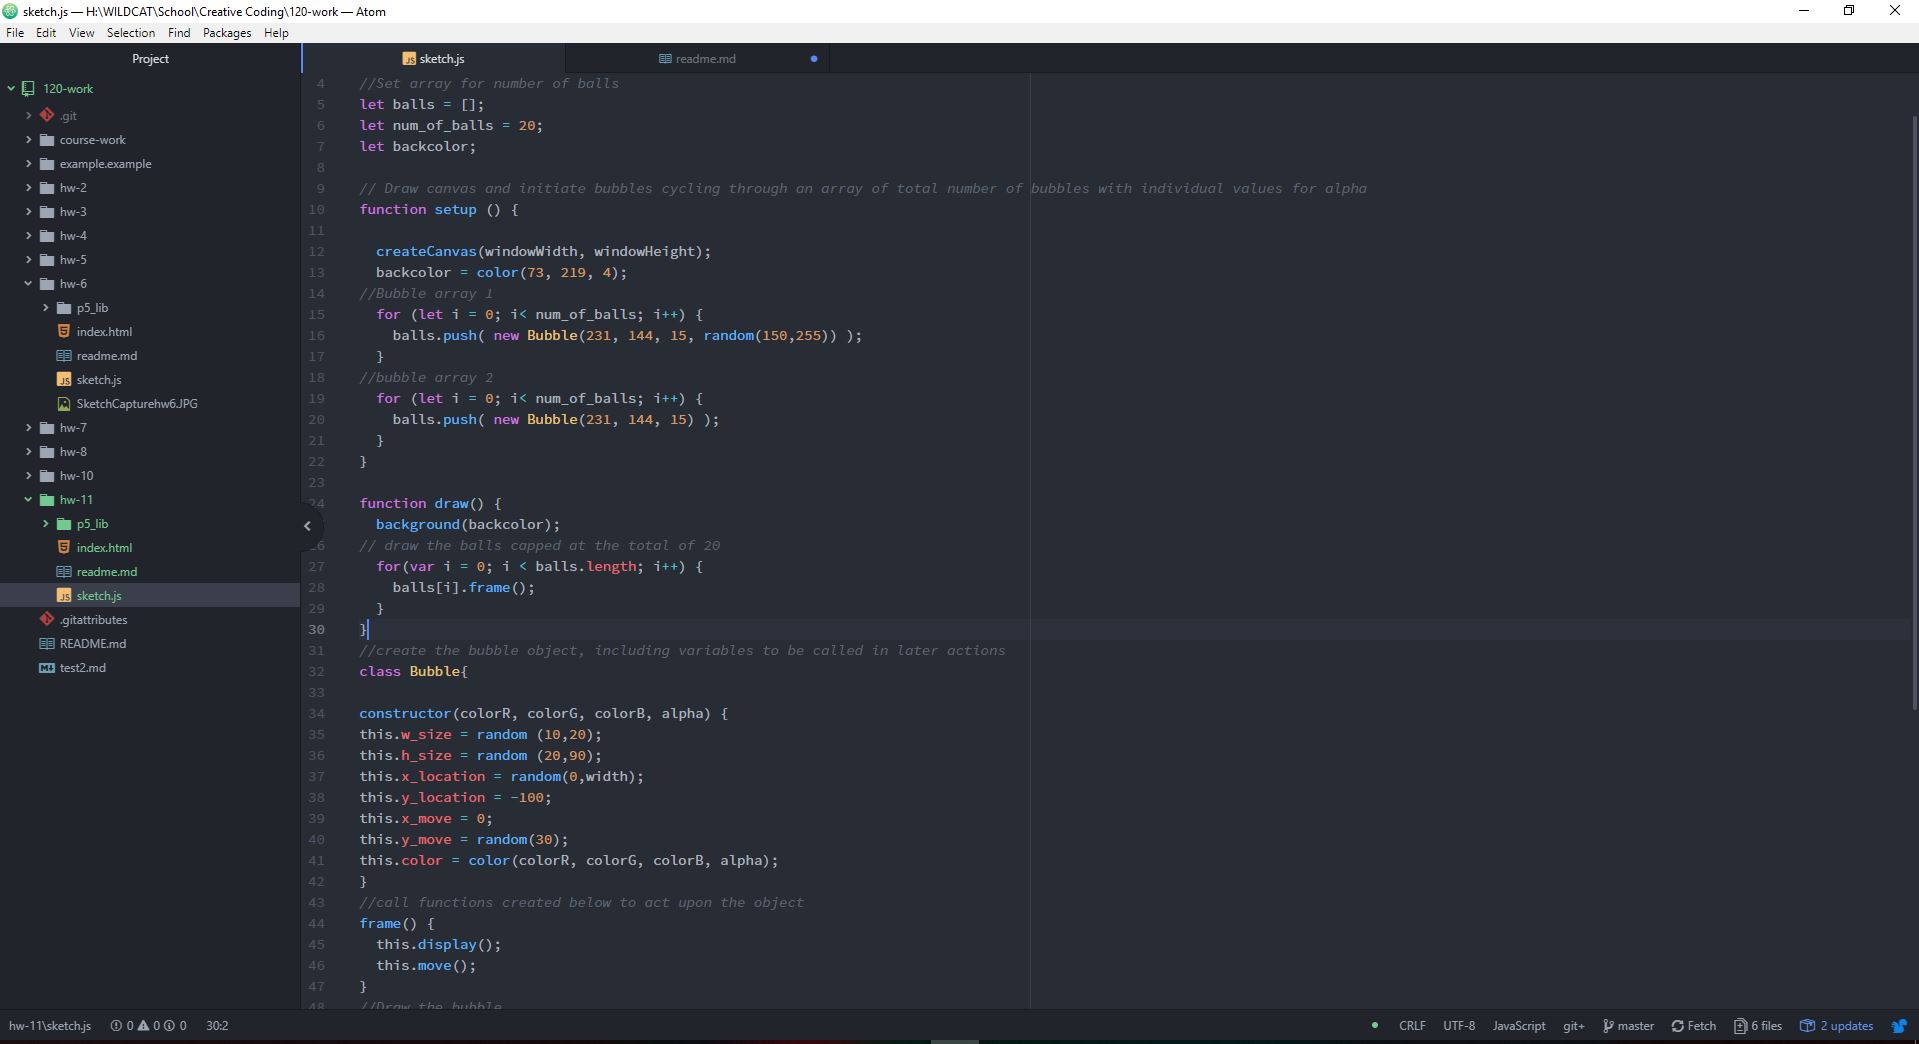 sketch.js — H:\WILDCAT\School\Creative Coding\120-work — Atom
File Edit View Selection Find Packages Help
Project
120-work
.git
course-work
example.example
hw-2
hw-3
hw-4
hw-5
hw-6
p5_lib
index.html
readme.md
sketch.js
SketchCapturehw6.JPG
hw-7
hw-8
hw-10
hw-11
p5_lib
index.html
readme.md
sketch.js
.gitattributes
README.md
test2.md
sketch.js readme.md
4 //Set array for number of balls
5 let balls = [];
6 let num_of_balls = 20;
7 let backcolor;
8
9 // Draw canvas and initiate bubbles cycling through an array of total number of bubbles with individual values for alpha
10 function setup () {
11
12 createCanvas(windowWidth, windowHeight);
13 backcolor = color(73, 219, 4);
14 //Bubble array 1
15 for (let i = 0; i< num_of_balls; i++) {
16 balls.push( new Bubble(231, 144, 15, random(150,255)) );
17 }
18 //bubble array 2
19 for (let i = 0; i< num_of_balls; i++) {
20 balls.push( new Bubble(231, 144, 15) );
21 }
22 }
23
24 function draw() {
background(backcolor);
26 // draw the balls capped at the total of 20
27 for(var i = 0; i < balls.length; i++) {
28 balls[i].frame();
29 }
30 }
31 //create the bubble object, including variables to be called in later actions
32 class Bubble{
33
34 constructor(colorR, colorG, colorB, alpha) {
35 this.w_size = random (10,20);
36 this.h_size = random (20,90);
37 this.x_location = random(0,width);
38 this.y_location = -100;
39 this.x_move = 0;
40 this.y_move = random(30);
41 this.color = color(colorR, colorG, colorB, alpha);
42 }
43 //call functions created below to act upon the object
44 frame() {
45 this.display();
46 this.move();
47 }
48 //Draw the bubble
hw-11\sketch.js 0 0 0 30:2 CRLF UTF-8 JavaScript git+ master Fetch 6 files 2 updates